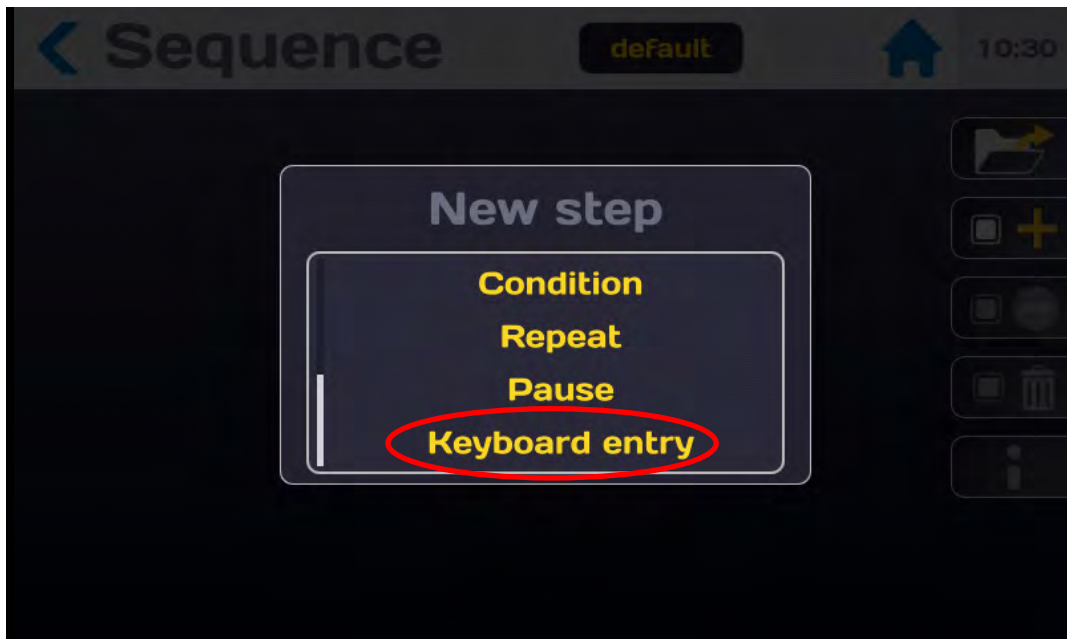 Sequence
default
10:30
New step
Condition
Repeat
Pause
Keyboard entry